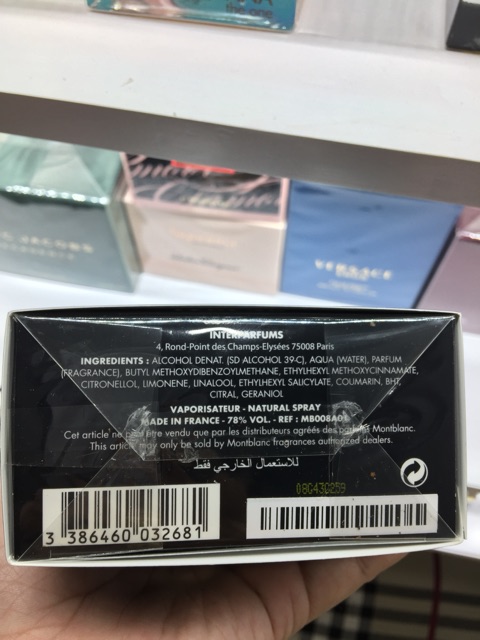 the one
VERSACE
INTERPARFUMS
4, Rond-Point des Champs-Elysées 75008 Paris
INGREDIENTS : ALCOHOL DENAT. (SD ALCOHOL 39-C), AQUA (WATER), PARFUM
(FRAGRANCE), BUTYL METHOXYDIBENZOYLMETHANE, ETHYLHEXYL METHOXYCINNAMATE,
CITRONELLOL, LIMONENE, LINALOOL, ETHYLHEXYL SALICYLATE, COUMARIN, BHT,
CITRAL, GERANIOL
VAPORISATEUR - NATURAL SPRAY
MADE IN FRANCE - 78% VOL. - REF : MB008A01
Cet article ne peut être vendu que par les distributeurs agréés des parfums Montblanc.
This article may only be sold by Montblanc fragrances authorized dealers.
للاستعمال الخارجي فقط
08G430259
3 386460 032681